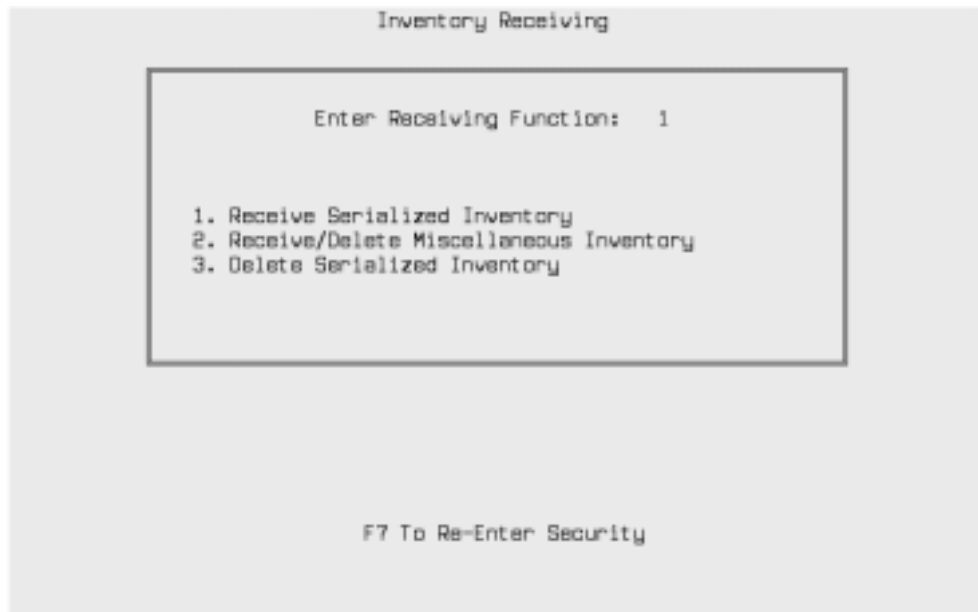 Inventory Receiving
Enter Receiving Function: 1
1. Receive Serialized Inventory
2. Receive/Delete Miscellaneous Inventory
3. Delete Serialized Inventory
F7 To Re-Enter Security